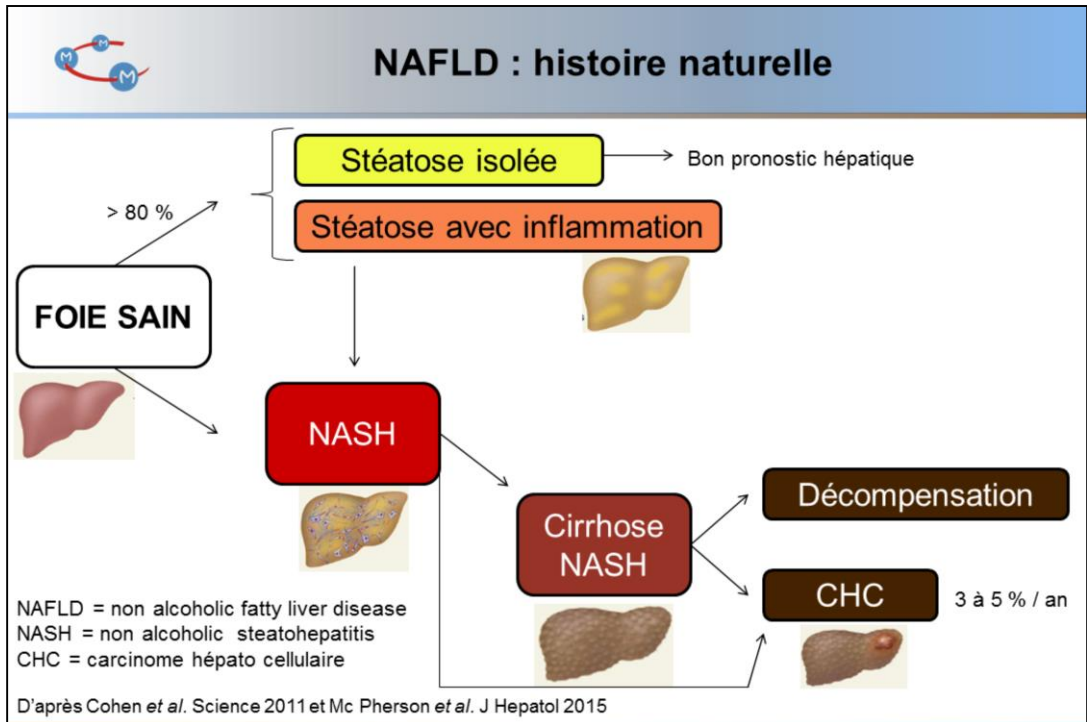 M M M
NAFLD : histoire naturelle
Stéatose isolée
Bon pronostic hépatique
> 80 %
Stéatose avec inflammation
FOIE SAIN
NASH
Cirrhose
NASH
Décompensation
CHC
3 à 5 % / an
NAFLD = non alcoholic fatty liver disease
NASH = non alcoholic steatohepatitis
CHC = carcinome hépato cellulaire
D'après Cohen et al. Science 2011 et Mc Pherson et al. J Hepatol 2015